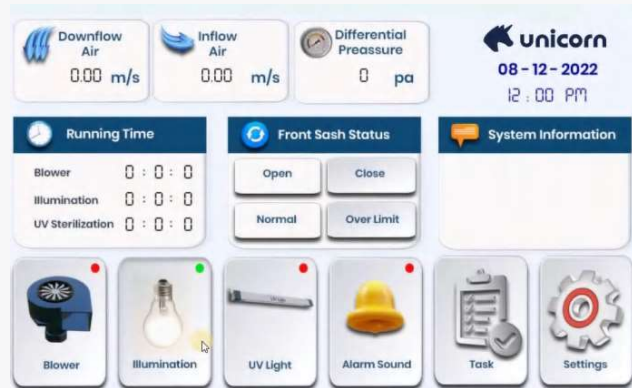 Downflow
Air
0.00 m/s
Inflow
Air
0.00 m/s
Differential
Preassure
0 pa
unicorn
08-12-2022
12:00 PM
Running Time
Blower 0 : 0 : 0
Illumination 0 : 0 : 0
UV Sterilization 0 : 0 : 0
Front Sash Status
Open
Close
Normal
Over Limit
System Information
Blower
Illumination
UV Light
Alarm Sound
Task
Settings